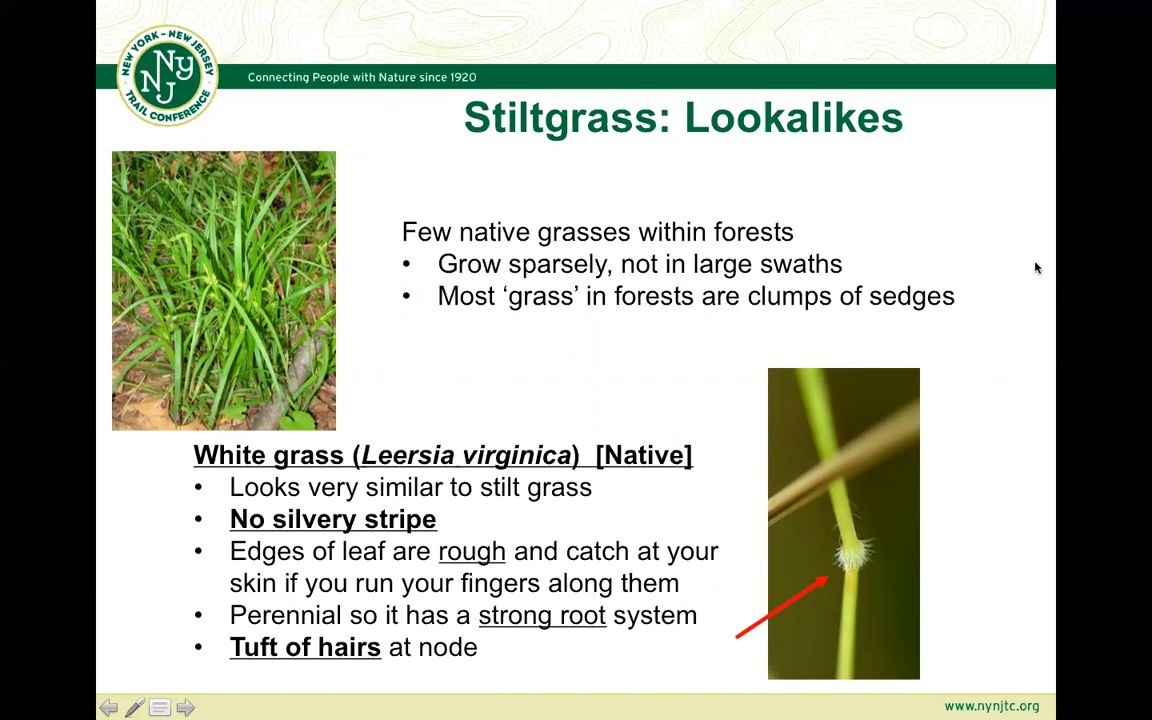 NEW YORK - NEW JERSEY
NY
NJ
TRAIL CONFERENCE
Connecting People with Nature since 1920
Stiltgrass: Lookalikes
Few native grasses within forests
• Grow sparsely, not in large swaths
• Most ‘grass’ in forests are clumps of sedges
White grass (Leersia virginica) [Native]
• Looks very similar to stilt grass
• No silvery stripe
• Edges of leaf are rough and catch at your
skin if you run your fingers along them
• Perennial so it has a strong root system
• Tuft of hairs at node
www.nynjtc.org